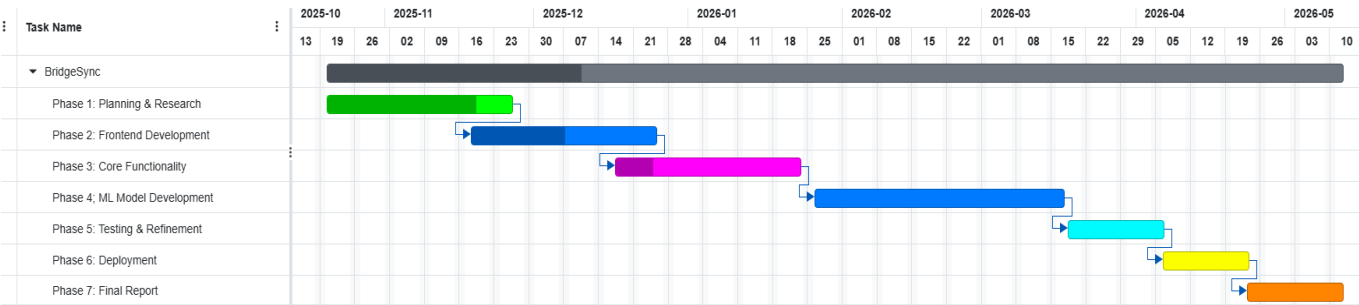 2025-10 2025-11 2025-12 2026-01 2026-02 2026-03 2026-04 2026-05
Task Name
13 19 26 02 09 16 23 30 07 14 21 28 04 11 18 25 01 08 15 22 01 08 15 22 29 05 12 19 26 03 10
BridgeSync
Phase 1: Planning & Research
Phase 2: Frontend Development
Phase 3: Core Functionality
Phase 4; ML Model Development
Phase 5: Testing & Refinement
Phase 6: Deployment
Phase 7: Final Report